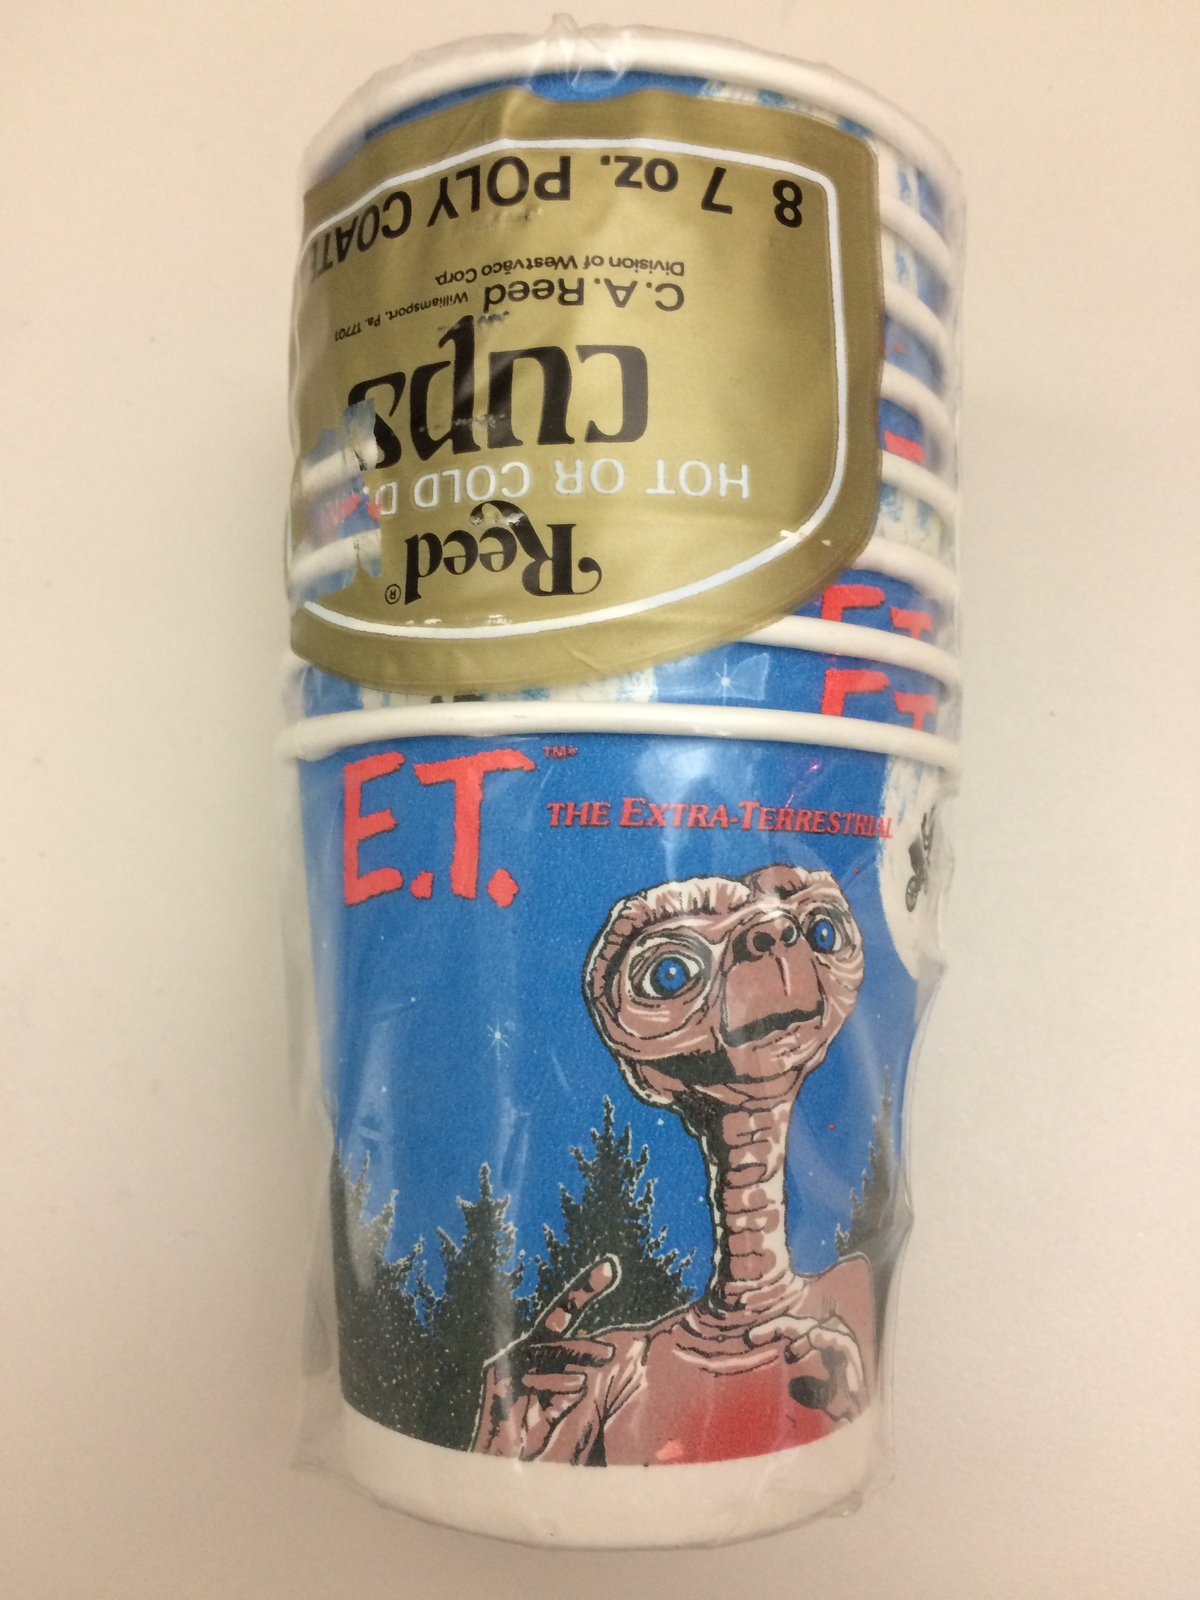 Reed®
HOT OR COLD
cups
C.A. Reed Williamsport, Pa. 17701
Division of Westvaco Corp.
8 7 oz. POLY
E.T.
E.T.
E.T.™*
THE EXTRA-TERRESTRIAL